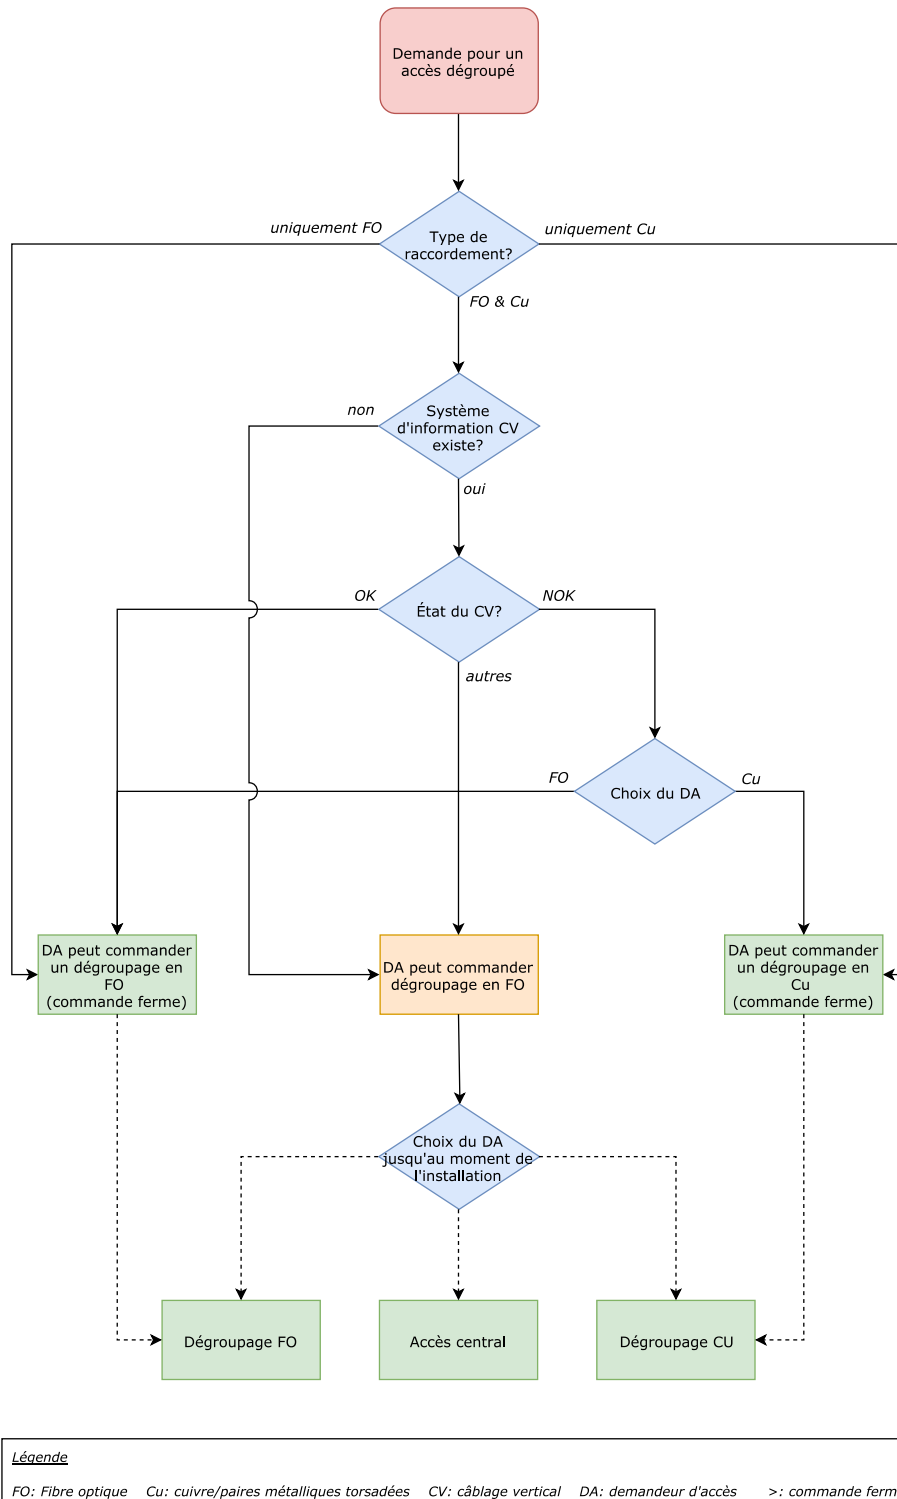 Demande pour un
accès dégroupé
uniquement FO
Type de
raccordement?
uniquement Cu
FO & Cu
non
Système
d'information CV
existe?
oui
OK
État du CV?
NOK
autres
FO
Choix du DA
Cu
DA peut commander
un dégroupage en
FO
(commande ferme)
DA peut commander
dégroupage en FO
DA peut commander
un dégroupage en
Cu
(commande ferme)
Choix du DA
jusqu'au moment de
l'installation
Dégroupage FO
Accès central
Dégroupage CU
Légende
FO: Fibre optique Cu: cuivre/paires métalliques torsadées CV: câblage vertical DA: demandeur d'accès >: commande ferm